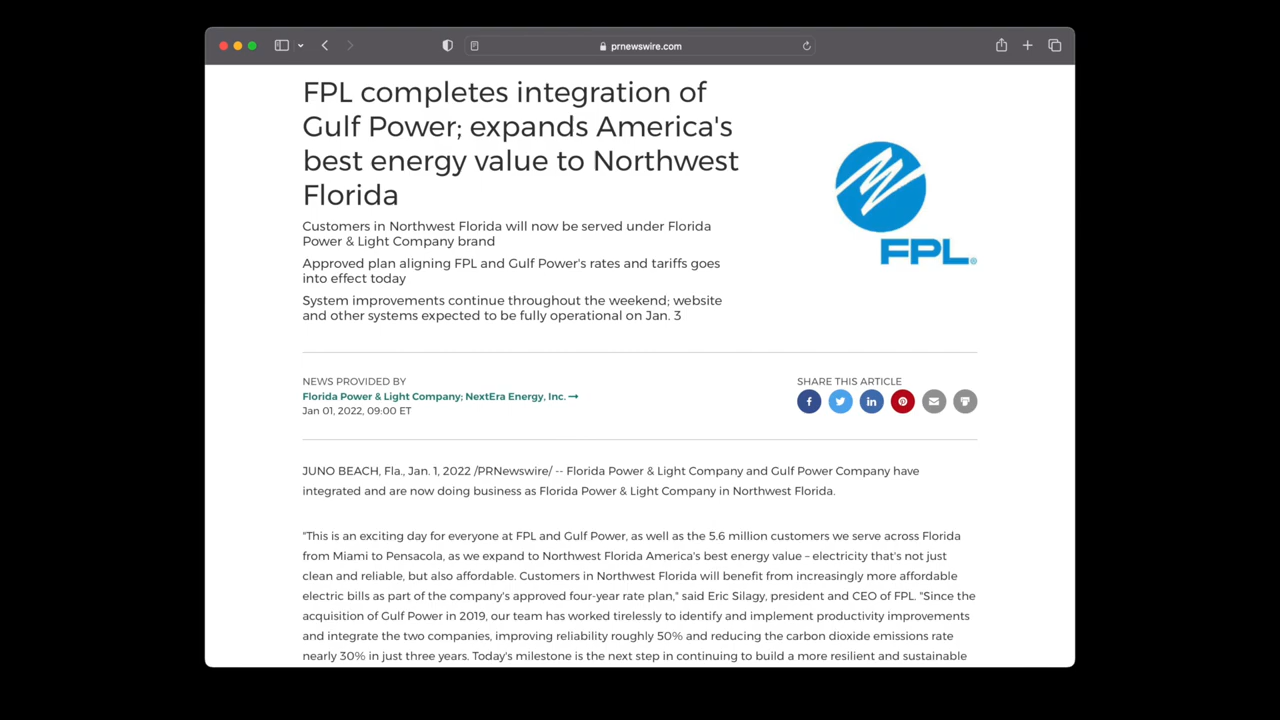 prnewswire.com
FPL completes integration of
Gulf Power; expands America's
best energy value to Northwest
Florida
FPL®
Customers in Northwest Florida will now be served under Florida
Power & Light Company brand
Approved plan aligning FPL and Gulf Power's rates and tariffs goes
into effect today
System improvements continue throughout the weekend; website
and other systems expected to be fully operational on Jan. 3
NEWS PROVIDED BY
Florida Power & Light Company; NextEra Energy, Inc. →
Jan 01, 2022, 09:00 ET
SHARE THIS ARTICLE
JUNO BEACH, Fla., Jan. 1, 2022 /PRNewswire/ -- Florida Power & Light Company and Gulf Power Company have
integrated and are now doing business as Florida Power & Light Company in Northwest Florida.
"This is an exciting day for everyone at FPL and Gulf Power, as well as the 5.6 million customers we serve across Florida
from Miami to Pensacola, as we expand to Northwest Florida America's best energy value – electricity that's not just
clean and reliable, but also affordable. Customers in Northwest Florida will benefit from increasingly more affordable
electric bills as part of the company's approved four-year rate plan," said Eric Silagy, president and CEO of FPL. "Since the
acquisition of Gulf Power in 2019, our team has worked tirelessly to identify and implement productivity improvements
and integrate the two companies, improving reliability roughly 50% and reducing the carbon dioxide emissions rate
nearly 30% in just three years. Today's milestone is the next step in continuing to build a more resilient and sustainable